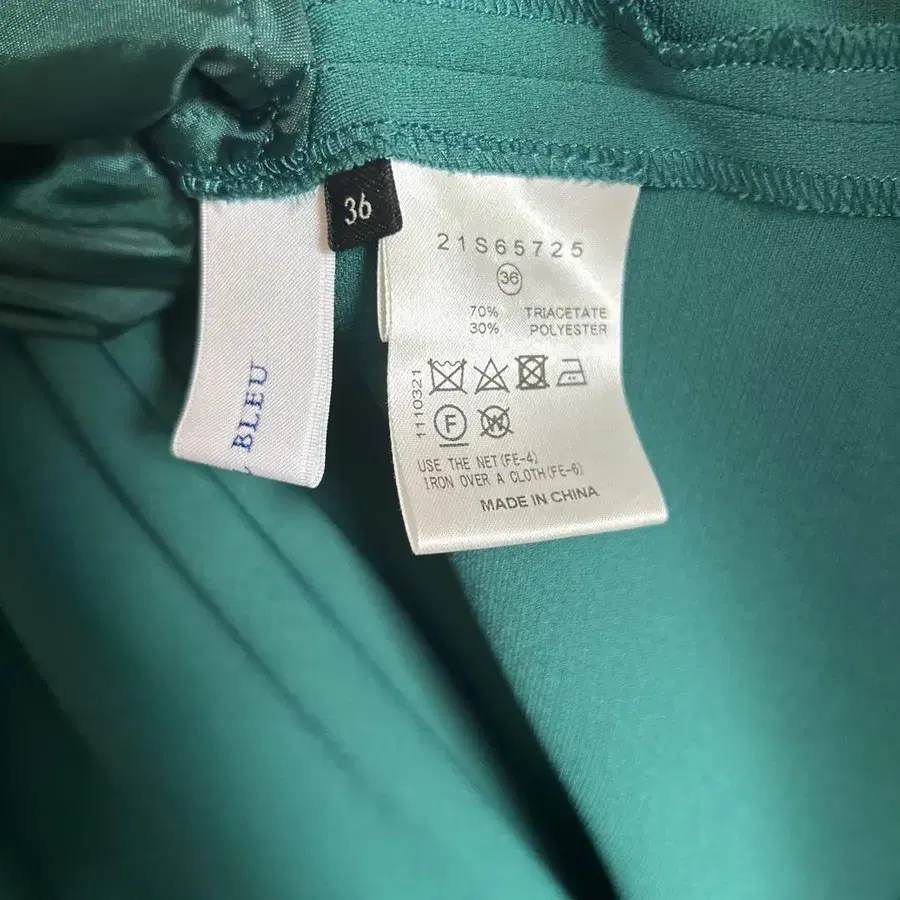 BLEU
36
21S65725
36
70% TRIACETATE
30% POLYESTER
1110321
F
W
USE THE NET(FE-4)
IRON OVER A CLOTH(FE-6)
MADE IN CHINA